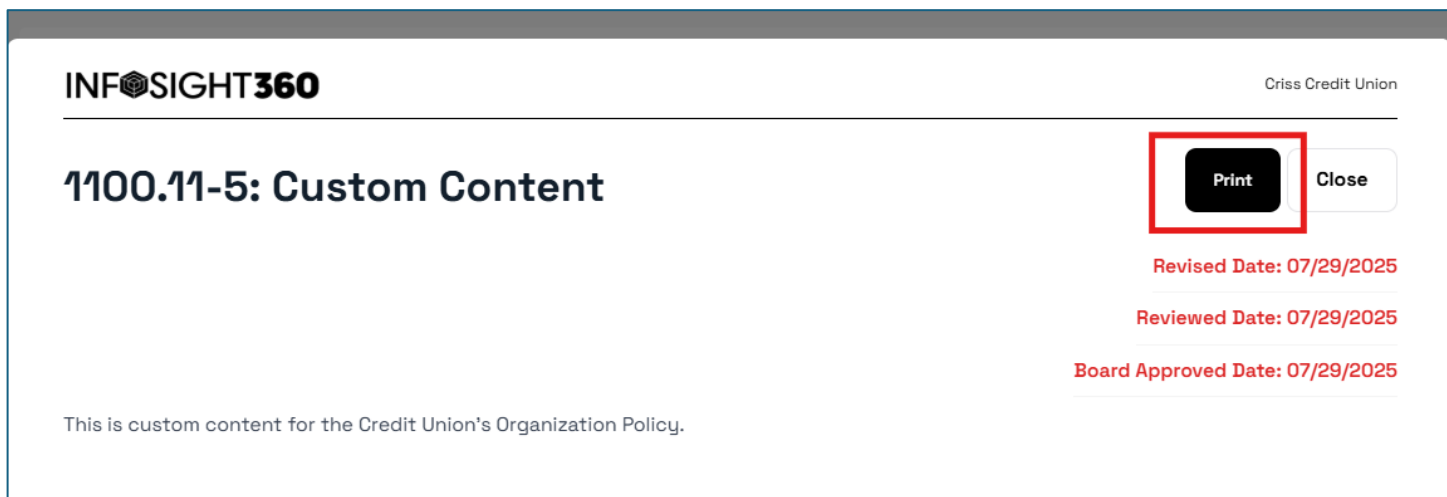 INFOSIGHT360
Criss Credit Union
1100.11-5: Custom Content
Print
Close
Revised Date: 07/29/2025
Reviewed Date: 07/29/2025
Board Approved Date: 07/29/2025
This is custom content for the Credit Union's Organization Policy.